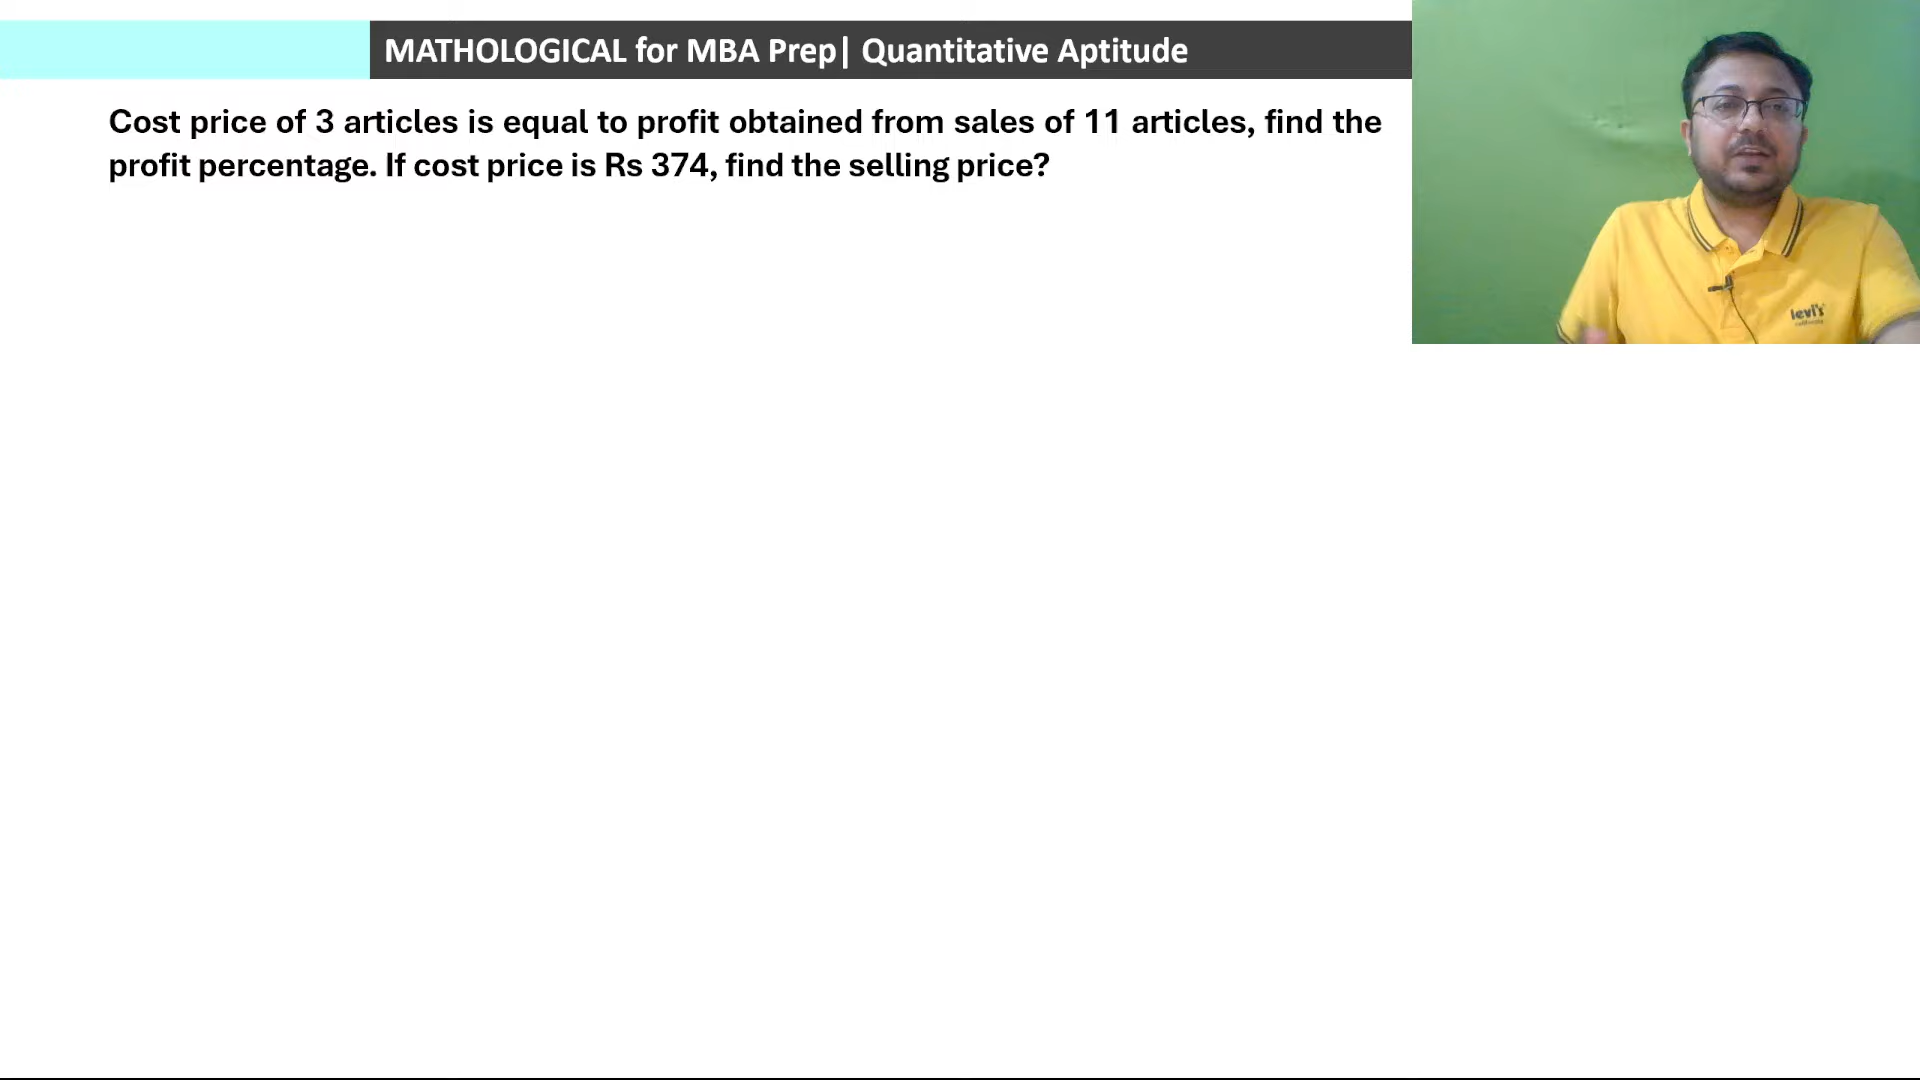 MATHOLOGICAL for MBA Prep| Quantitative Aptitude
Cost price of 3 articles is equal to profit obtained from sales of 11 articles, find the
profit percentage. If cost price is Rs 374, find the selling price?
levi's